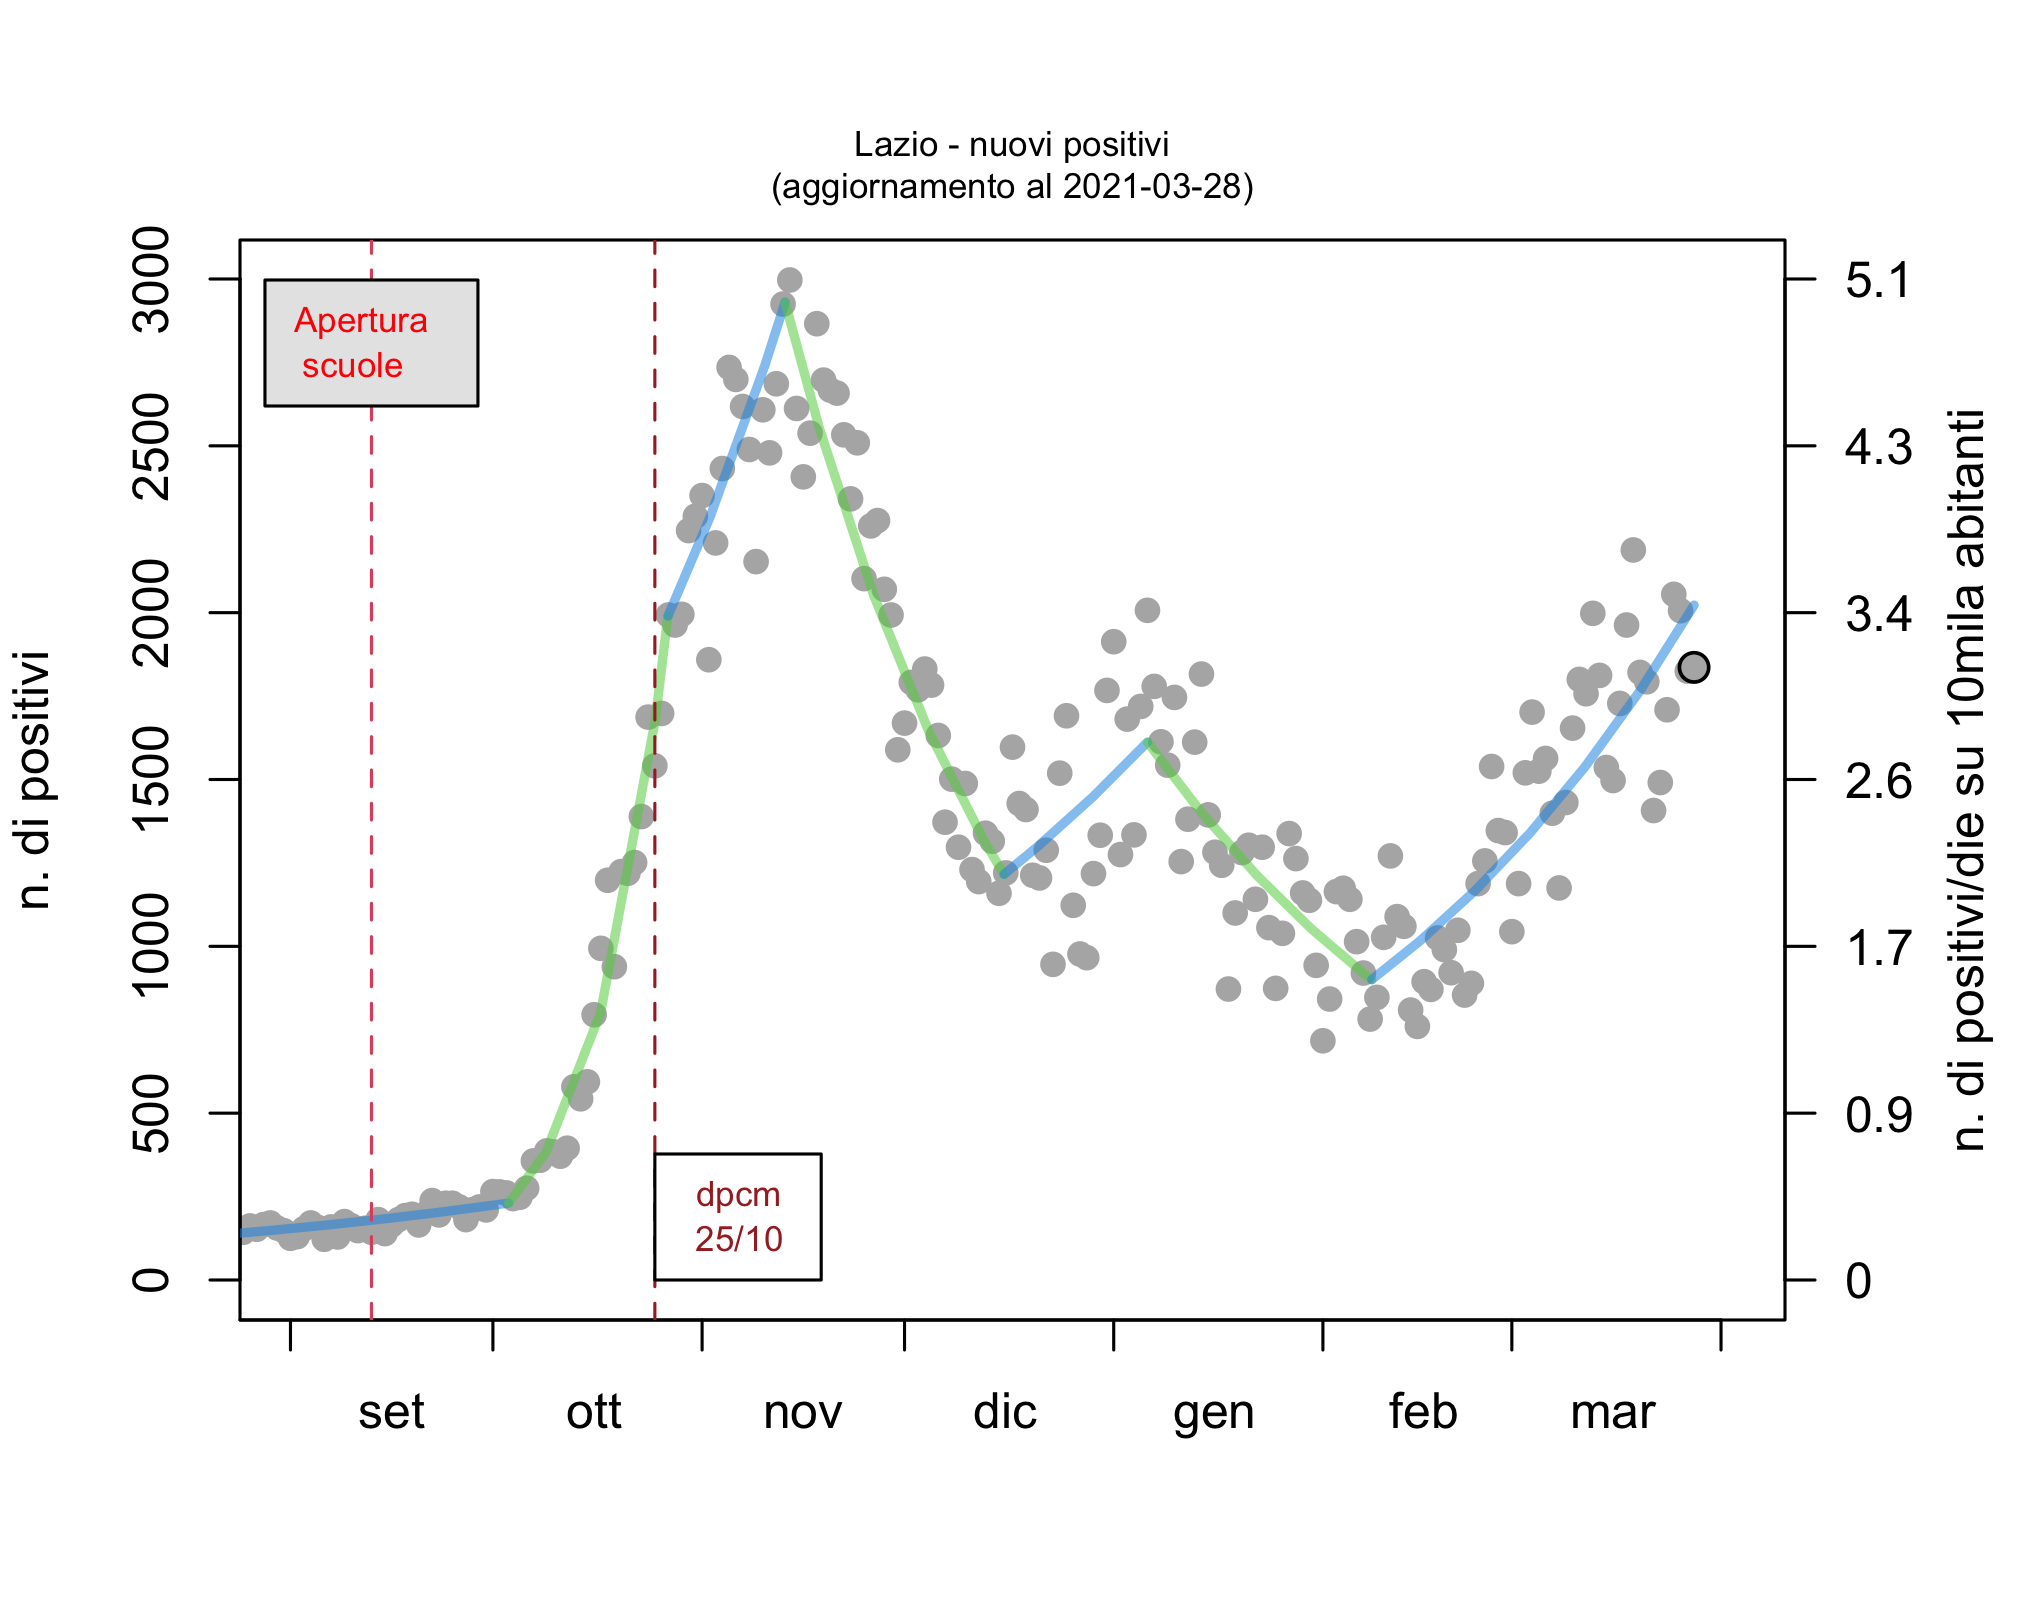 Lazio - nuovi positivi
(aggiornamento al 2021-03-28)
n. di positivi
3000
2500
2000
1500
1000
500
0
Apertura
scuole
dpcm
25/10
5.1
4.3
3.4
2.6
1.7
0.9
0
n. di positivi/die su 10mila abitanti
set ott nov dic gen feb mar